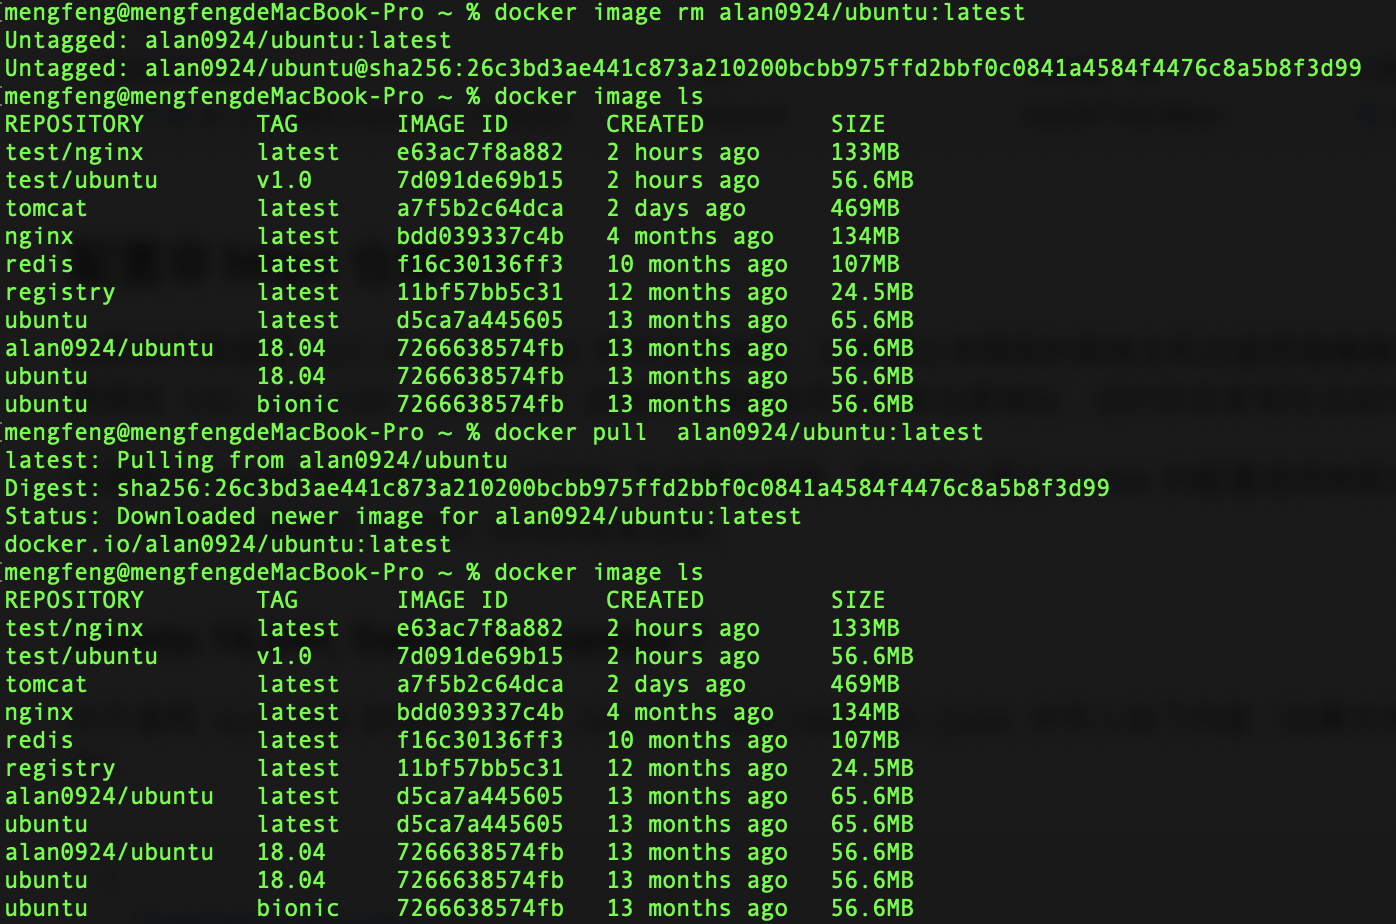 mengfeng@mengfengdeMacBook-Pro ~ % docker image rm alan0924/ubuntu:latest
Untagged: alan0924/ubuntu:latest
Untagged: alan0924/ubuntu@sha256:26c3bd3ae441c873a210200bcbb975ffd2bbf0c0841a4584f4476c8a5b8f3d99
mengfeng@mengfengdeMacBook-Pro ~ % docker image ls
REPOSITORY        TAG       IMAGE ID       CREATED         SIZE
test/nginx        latest    e63ac7f8a882   2 hours ago     133MB
test/ubuntu       v1.0      7d091de69b15   2 hours ago     56.6MB
tomcat            latest    a7f5b2c64dca   2 days ago      469MB
nginx             latest    bdd039337c4b   4 months ago    134MB
redis             latest    f16c30136ff3   10 months ago   107MB
registry          latest    11bf57bb5c31   12 months ago   24.5MB
ubuntu            latest    d5ca7a445605   13 months ago   65.6MB
alan0924/ubuntu   18.04     7266638574fb   13 months ago   56.6MB
ubuntu            18.04     7266638574fb   13 months ago   56.6MB
ubuntu            bionic    7266638574fb   13 months ago   56.6MB
mengfeng@mengfengdeMacBook-Pro ~ % docker pull  alan0924/ubuntu:latest
latest: Pulling from alan0924/ubuntu
Digest: sha256:26c3bd3ae441c873a210200bcbb975ffd2bbf0c0841a4584f4476c8a5b8f3d99
Status: Downloaded newer image for alan0924/ubuntu:latest
docker.io/alan0924/ubuntu:latest
mengfeng@mengfengdeMacBook-Pro ~ % docker image ls
REPOSITORY        TAG       IMAGE ID       CREATED         SIZE
test/nginx        latest    e63ac7f8a882   2 hours ago     133MB
test/ubuntu       v1.0      7d091de69b15   2 hours ago     56.6MB
tomcat            latest    a7f5b2c64dca   2 days ago      469MB
nginx             latest    bdd039337c4b   4 months ago    134MB
redis             latest    f16c30136ff3   10 months ago   107MB
registry          latest    11bf57bb5c31   12 months ago   24.5MB
alan0924/ubuntu   latest    d5ca7a445605   13 months ago   65.6MB
ubuntu            latest    d5ca7a445605   13 months ago   65.6MB
alan0924/ubuntu   18.04     7266638574fb   13 months ago   56.6MB
ubuntu            18.04     7266638574fb   13 months ago   56.6MB
ubuntu            bionic    7266638574fb   13 months ago   56.6MB